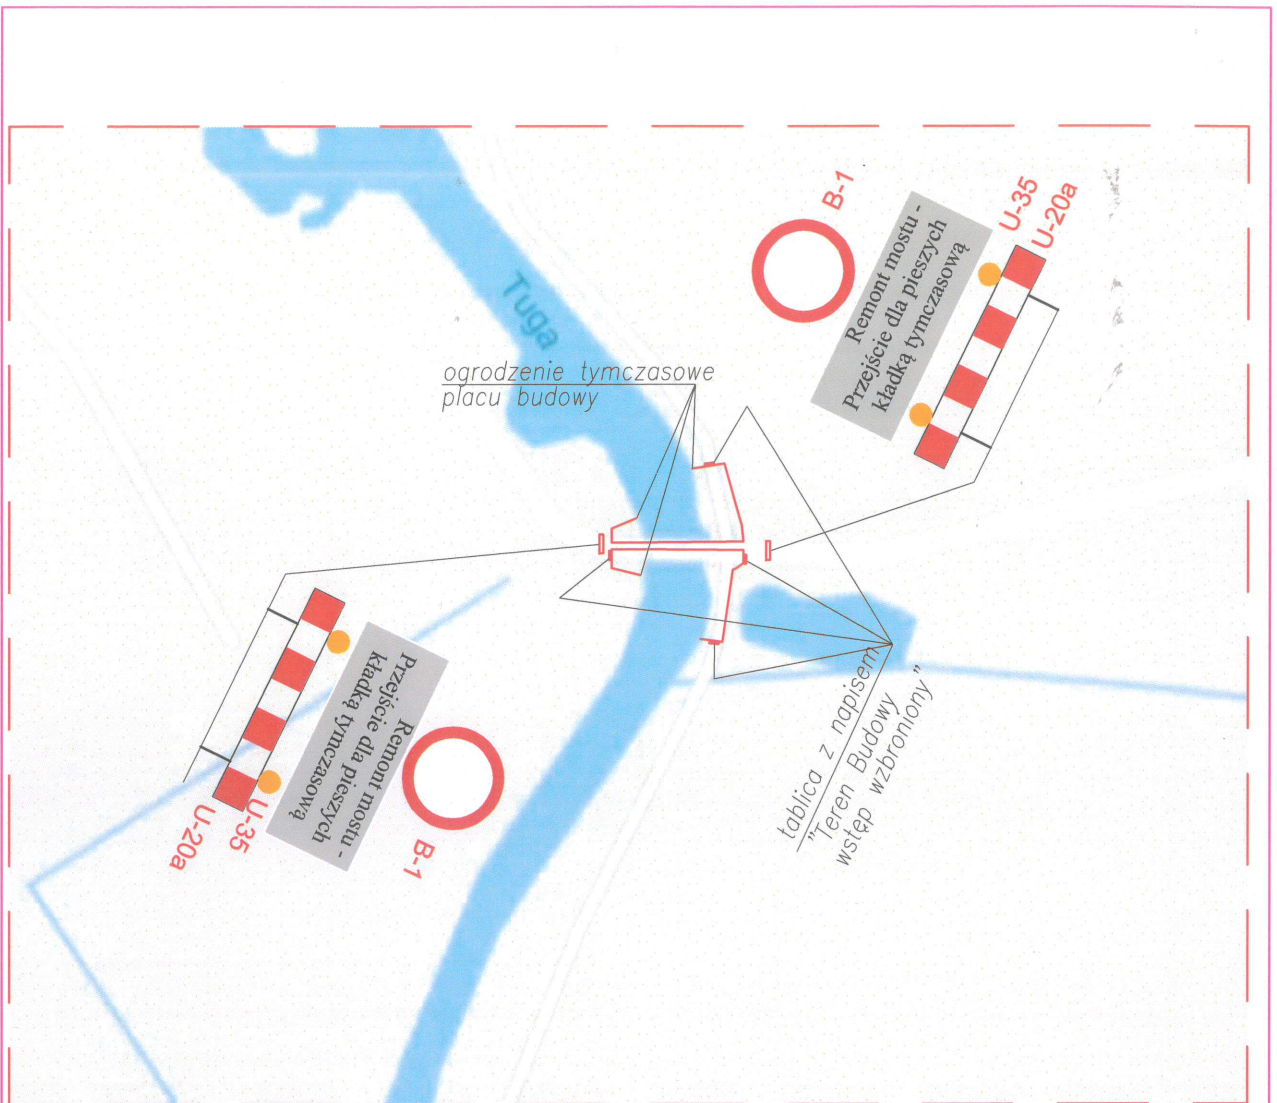 B-1
Remont mostu -
Przejście dla pieszych
kładką tymczasową
U-35
U-20a
Tuga
ogrodzenie tymczasowe
placu budowy
tablica z napisem
"Teren Budowy
wstęp wzbroniony"
Remont mostu -
Przejście dla pieszych
kładką tymczasową
B-1
U-35
U-20a